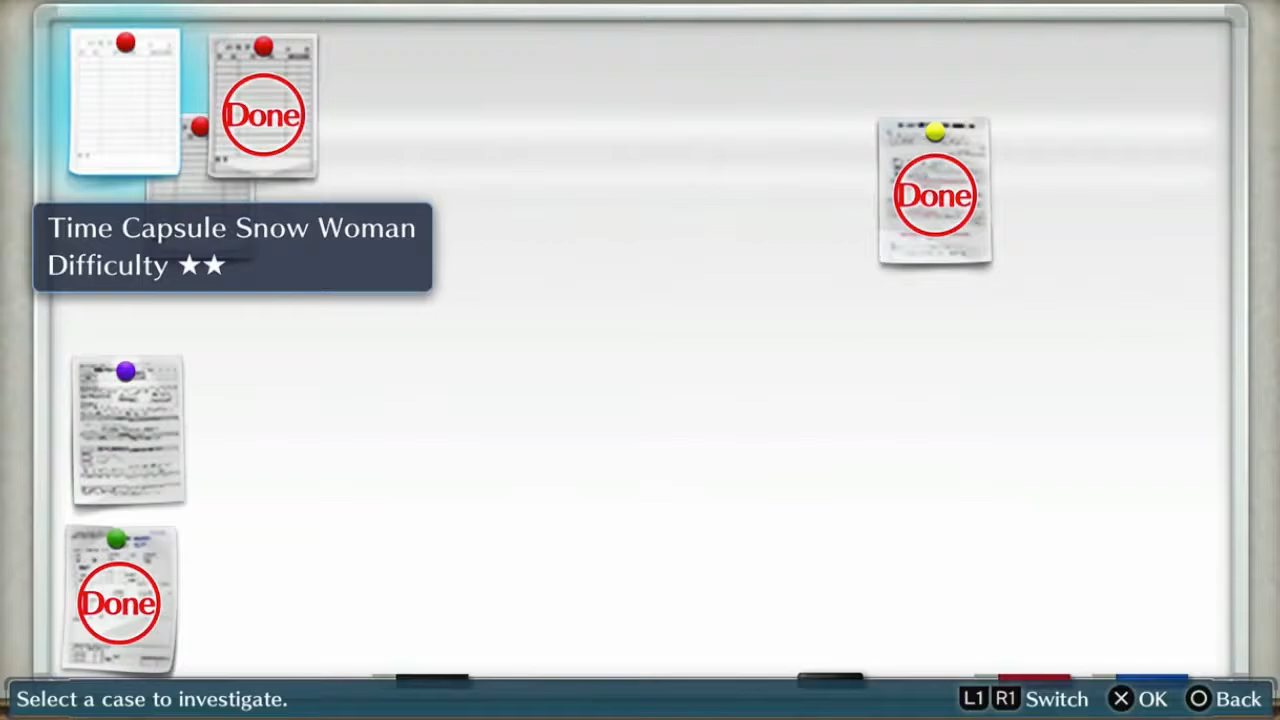 Done
Done
Time Capsule Snow Woman
Difficulty ★★
Done
Select a case to investigate.
L1 R1 Switch OK Back